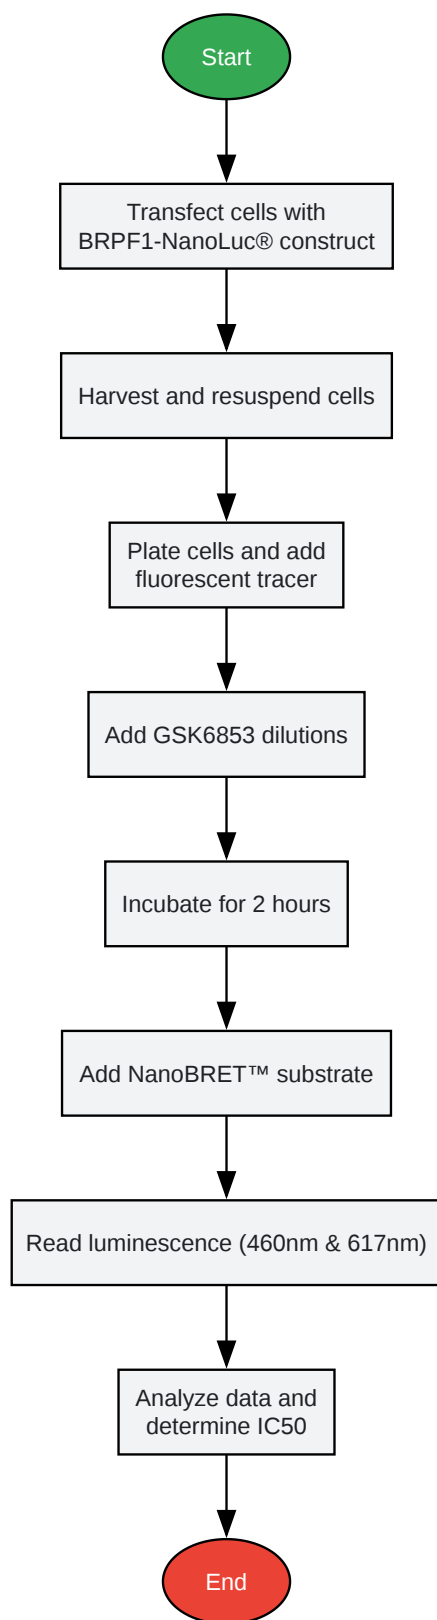 Start
Transfect cells with
BRPF1-NanoLuc® construct
Harvest and resuspend cells
Plate cells and add
fluorescent tracer
Add GSK6853 dilutions
Incubate for 2 hours
Add NanoBRET™ substrate
Read luminescence (460nm & 617nm)
Analyze data and
determine IC50
End